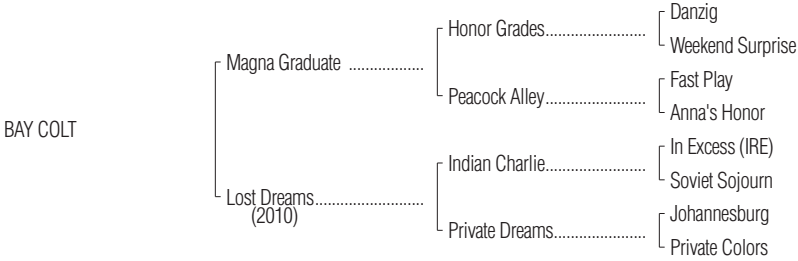 Danzig
Honor Grades........................
Weekend Surprise
Magna Graduate ..................
Fast Play
Peacock Alley........................
Anna's Honor
BAY COLT
In Excess (IRE)
Indian Charlie........................
Soviet Sojourn
Lost Dreams..........................
(2010)
Johannesburg
Private Dreams......................
Private Colors